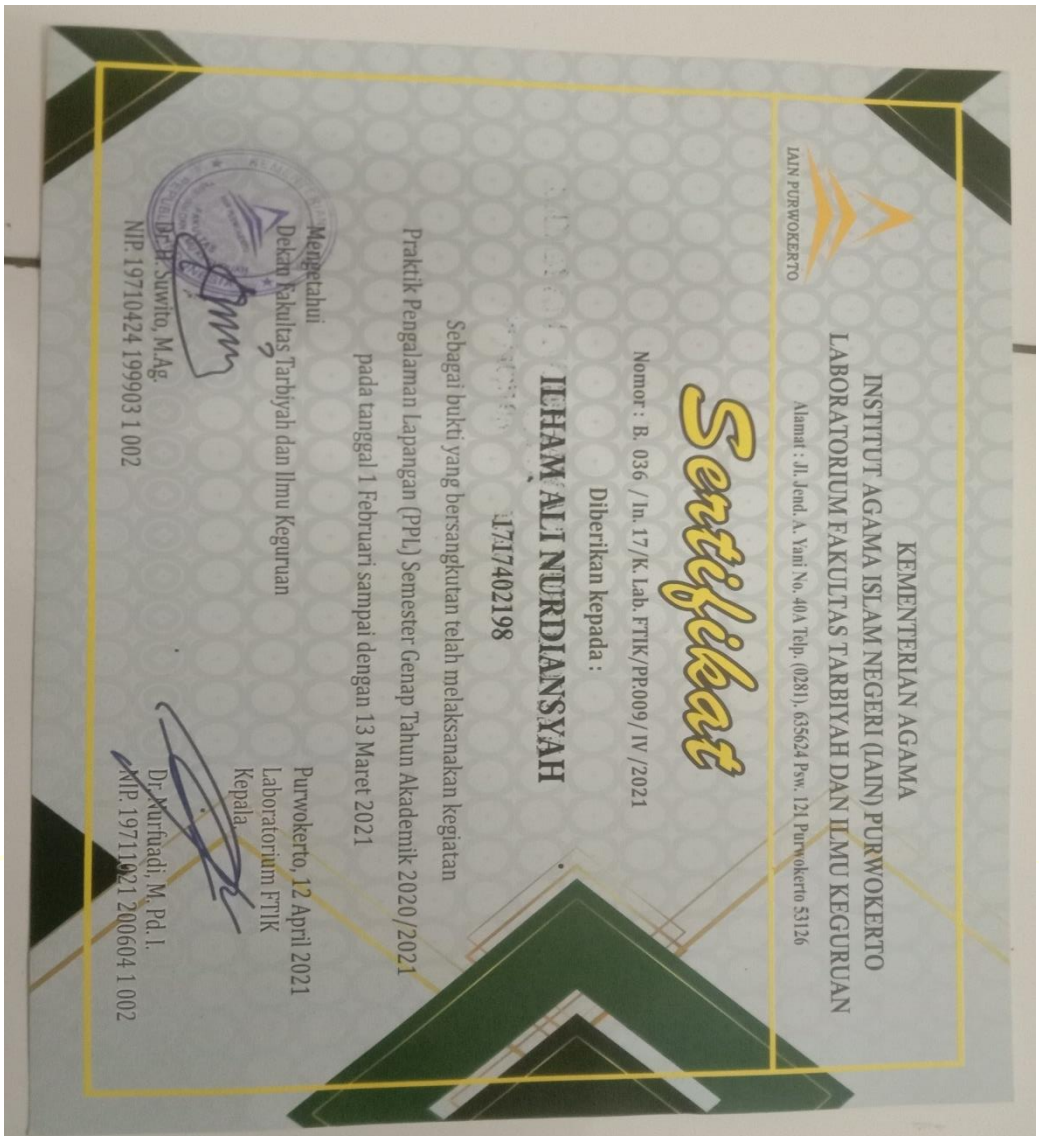 IAIN PURWOKERTO
KEMENTERIAN AGAMA
INSTITUT AGAMA ISLAM NEGERI (IAIN) PURWOKERTO
LABORATORIUM FAKULTAS TARBIYAH DAN ILMU KEGURUAN
Alamat : Jl. Jend. A. Yani No. 40A Telp. (0281). 635624 Psw. 121 Purwokerto 53126
Sertifikat
Nomor : B. 036 / In. 17/K. Lab. FTIK/PP.009/ IV /2021
Diberikan kepada :
ILHAM ALI NURDIANSYAH
1717402198
Sebagai bukti yang bersangkutan telah melaksanakan kegiatan
Praktik Pengalaman Lapangan (PPL) Semester Genap Tahun Akademik 2020/2021
pada tanggal 1 Februari sampai dengan 13 Maret 2021
Mengetahui
Dekan Fakultas Tarbiyah dan Ilmu Keguruan
Dr. H. Suwito, M.Ag.
NIP. 19710424 199903 1 002
Purwokerto, 12 April 2021
Laboratorium FTIK
Kepala,
Dr. Nurfuadi, M. Pd. I.
NIP. 19711021 200604 1 002